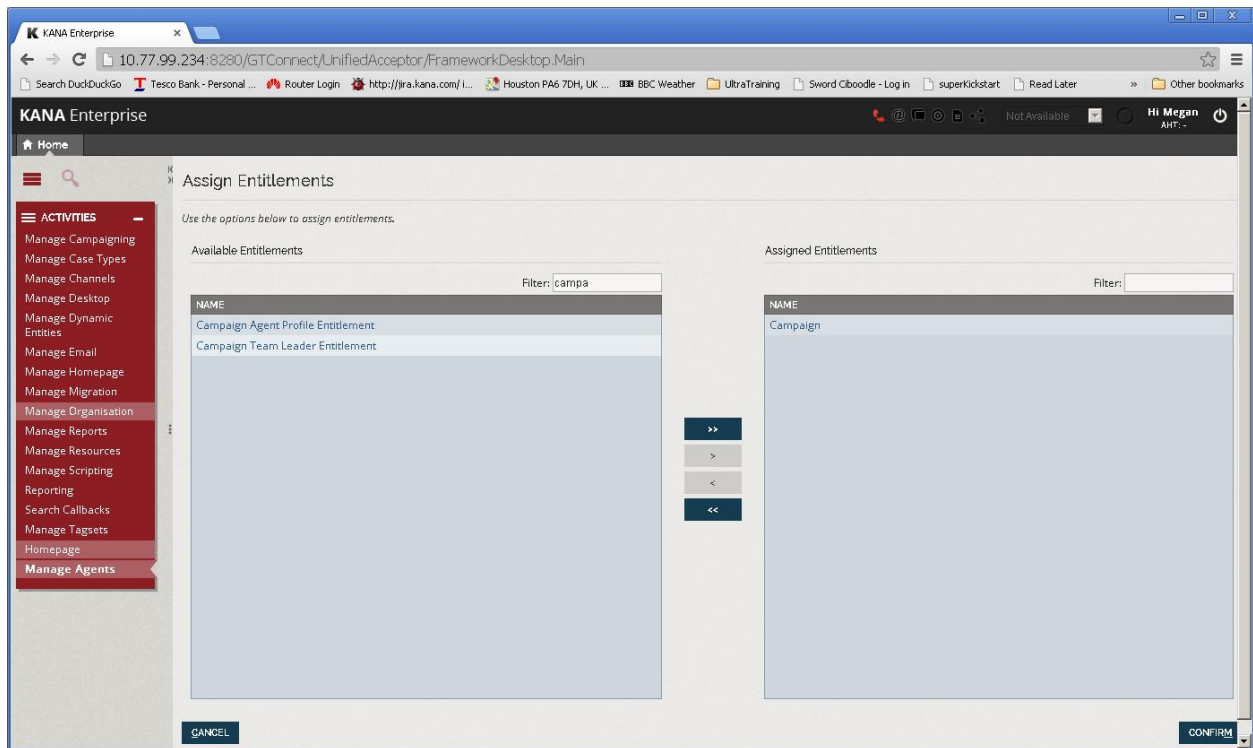 KANA Enterprise
10.77.99.234:8280/GTConnect/UnifiedAcceptor/FrameworkDesktop.Main
Search DuckDuckGo Tesco Bank - Personal ... Router Login http://jira.kana.com/ i... Houston PA6 7DH, UK ... BBC BBC Weather UltraTraining Sword Ciboodle - Log in superKickstart Read Later » Other bookmarks
KANA Enterprise
Not Available
Hi Megan
AHT: -
Home
Assign Entitlements
ACTIVITIES
Manage Campaigning
Manage Case Types
Manage Channels
Manage Desktop
Manage Dynamic
Entities
Manage Email
Manage Homepage
Manage Migration
Manage Organisation
Manage Reports
Manage Resources
Manage Scripting
Reporting
Search Callbacks
Manage Tagsets
Homepage
Manage Agents
Use the options below to assign entitlements.
Available Entitlements
Filter: campa
NAME
Campaign Agent Profile Entitlement
Campaign Team Leader Entitlement
>>
>
<
<<
Assigned Entitlements
Filter:
NAME
Campaign
CANCEL
CONFIRM